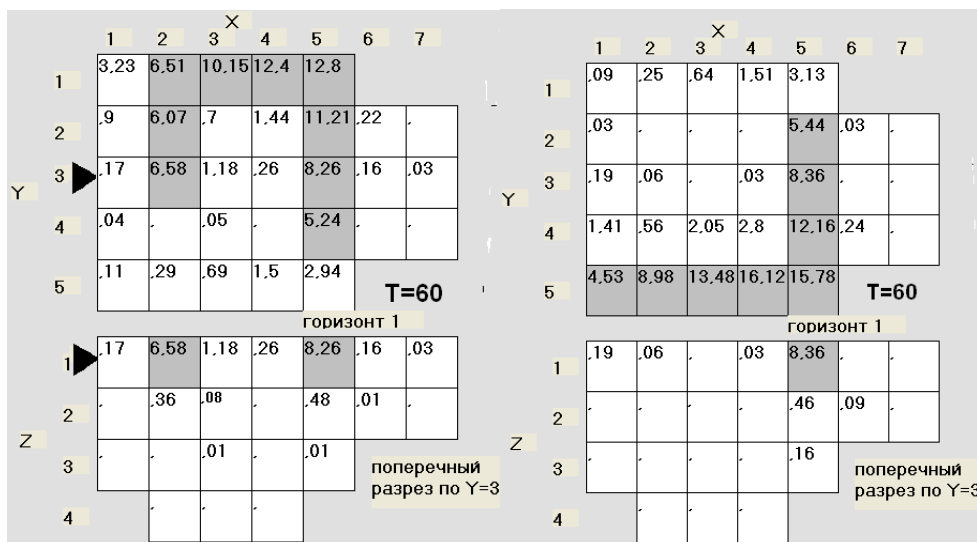 X
1 2 3 4 5 6 7
1 3,23 6,51 10,15 12,4 12,8
2 ,9 6,07 ,7 1,44 11,21 ,22 ,
Y 3 ,17 6,58 1,18 ,26 8,26 ,16 ,03
4 ,04 , ,05 , 5,24 , ,
5 ,11 ,29 ,69 1,5 2,94
T=60
горизонт 1
1 ,17 6,58 1,18 ,26 8,26 ,16 ,03
2 , ,36 ,08 , ,48 ,01 ,
Z
3 , , ,01 , ,01
поперечный
разрез по Y=3
4 , , ,
X
1 2 3 4 5 6 7
1 ,09 ,25 ,64 1,51 3,13
2 ,03 , , , 5,44 ,03 ,
3 ,19 ,06 , ,03 8,36 , ,
Y
4 1,41 ,56 2,05 2,8 12,16 ,24 ,
5 4,53 8,98 13,48 16,12 15,78
T=60
горизонт 1
1 ,19 ,06 , ,03 8,36 , ,
2 , , , , ,46 ,09 ,
Z
3 , , , , ,16
поперечный
разрез по Y=3
4 , , ,